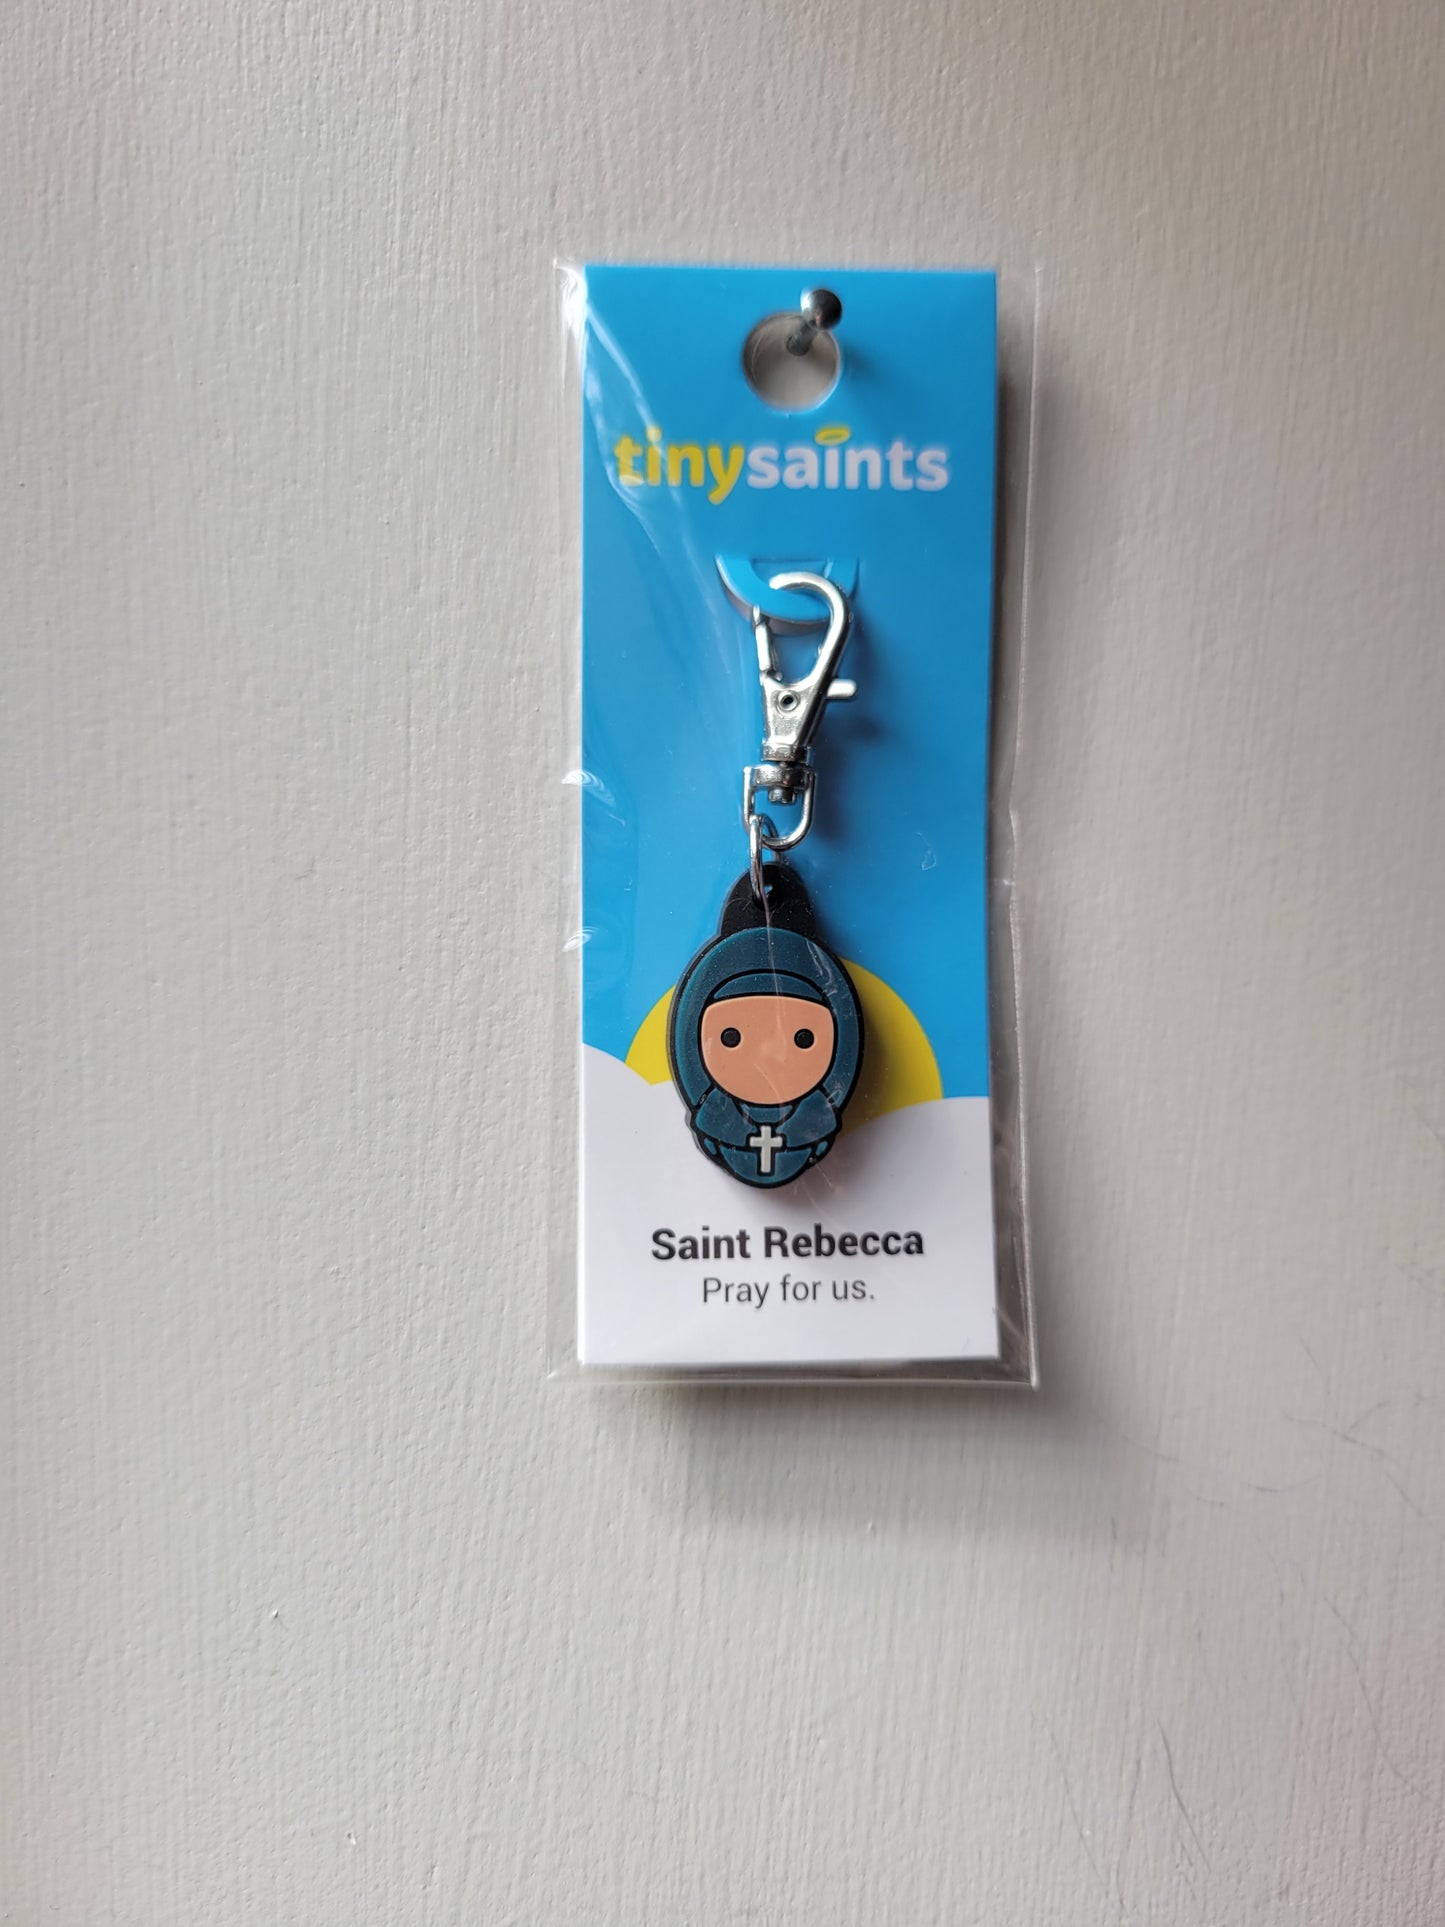 tinysaints
Saint Rebecca
Pray for us.